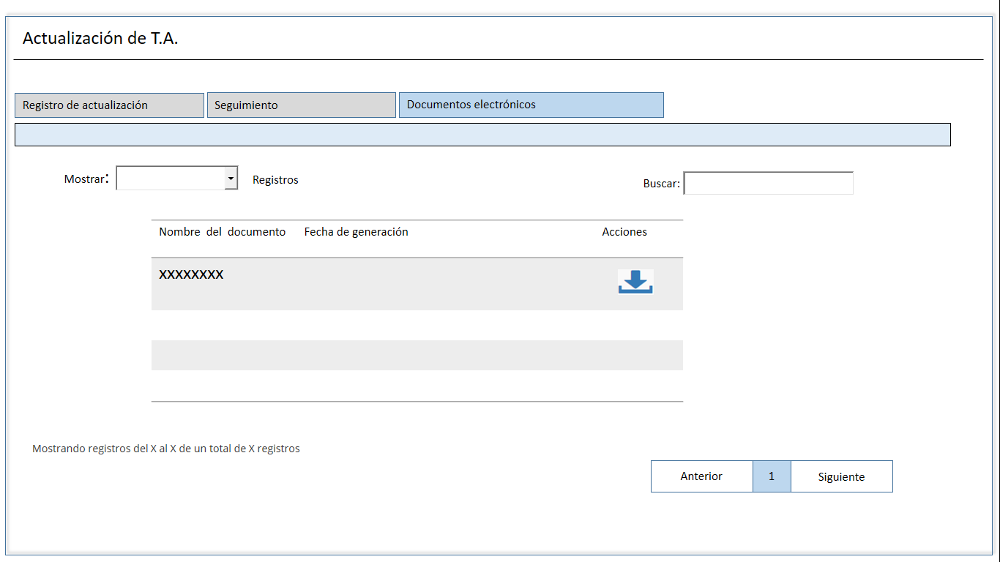 Actualización de T.A.
Registro de actualización Seguimiento Documentos electrónicos
Mostrar: Registros Buscar:
Nombre del documento Fecha de generación Acciones
XXXXXXXX
Mostrando registros del X al X de un total de X registros
Anterior 1 Siguiente